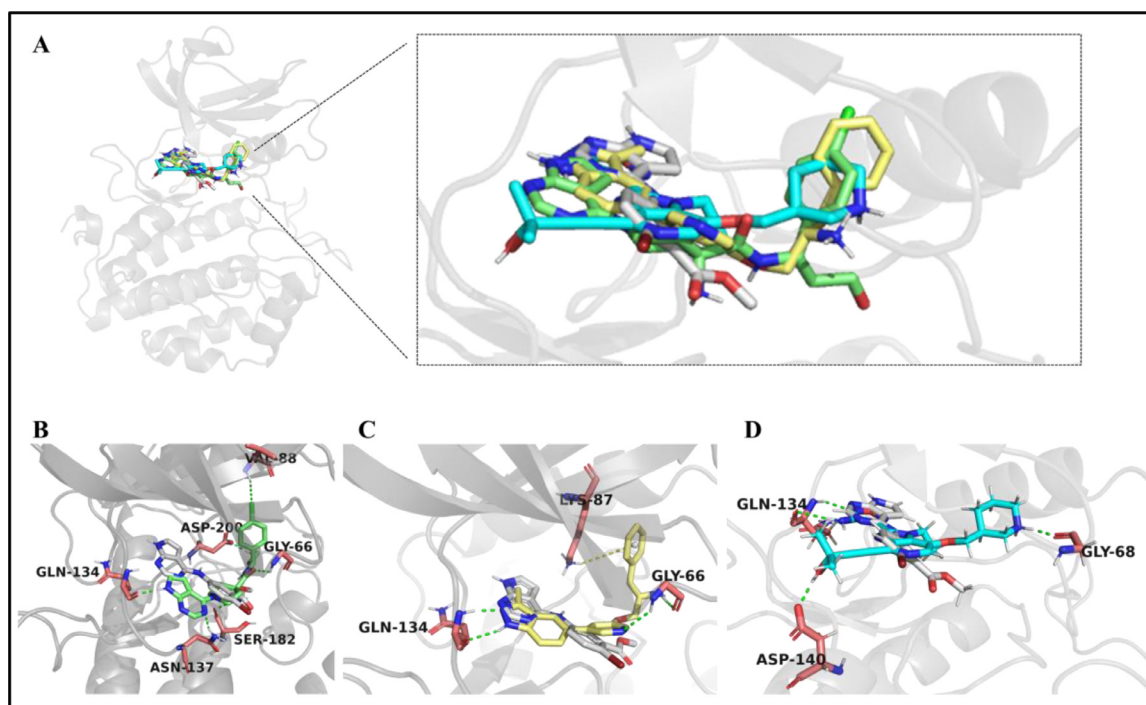 A
B
C
D
VAL-88
ASP-200
GLY-66
GLN-134
SER-182
ASN-137
LYS-87
GLY-66
GLN-134
GLN-134
GLY-68
ASP-140